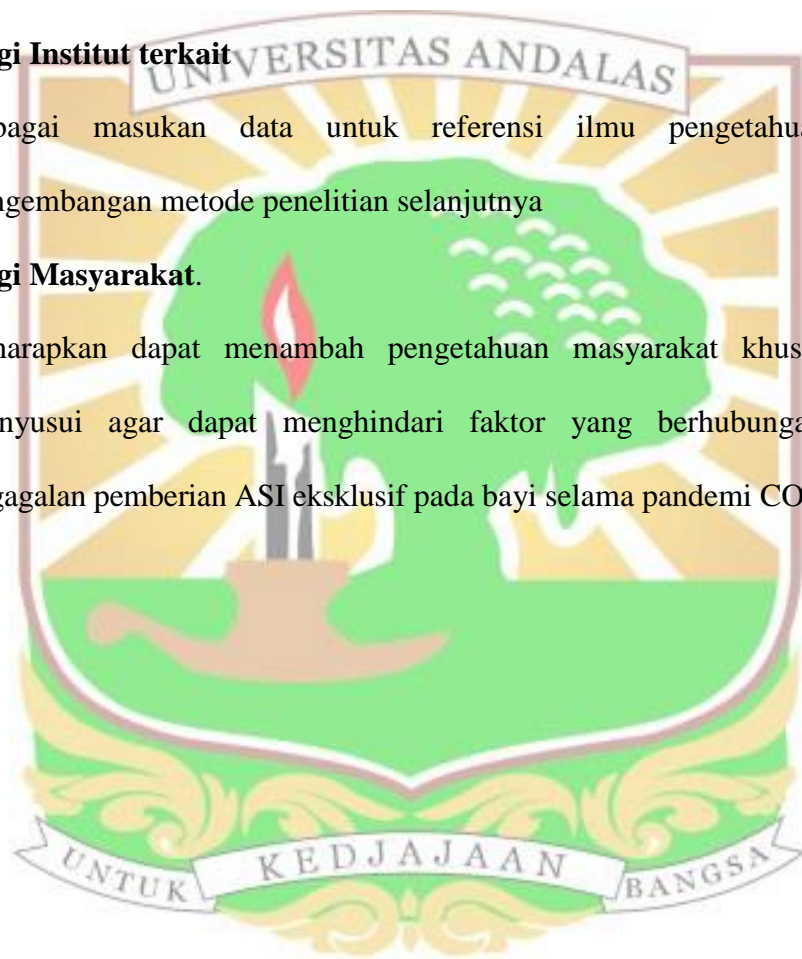 gi Institut terkait
UNIVERSITAS ANDALAS
bagai masukan data untuk referensi ilmu pengetahu
ngembangan metode penelitian selanjutnya
gi Masyarakat.
harapkan dapat menambah pengetahuan masyarakat khus
nyusui agar dapat menghindari faktor yang berhubunga
gagalan pemberian ASI eksklusif pada bayi selama pandemi CO
UNTUK KEDJAJAAN BANGSA